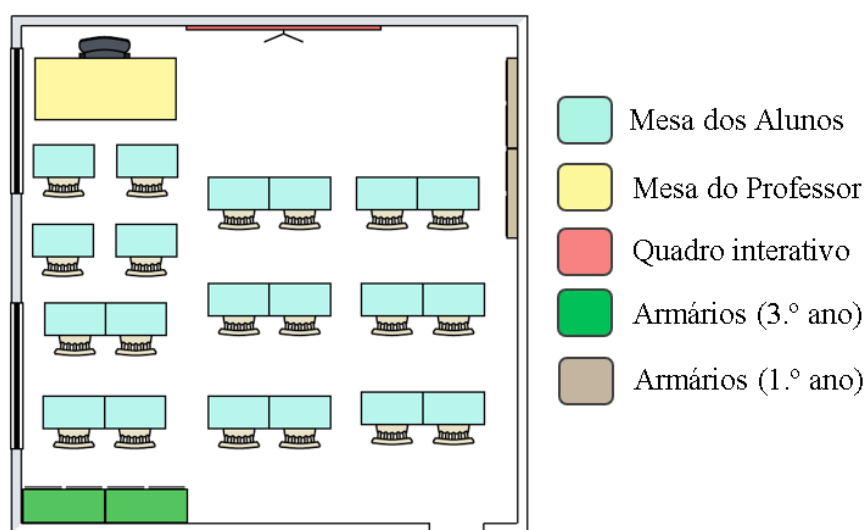 Mesa dos Alunos
Mesa do Professor
Quadro interativo
Armários (3.º ano)
Armários (1.º ano)